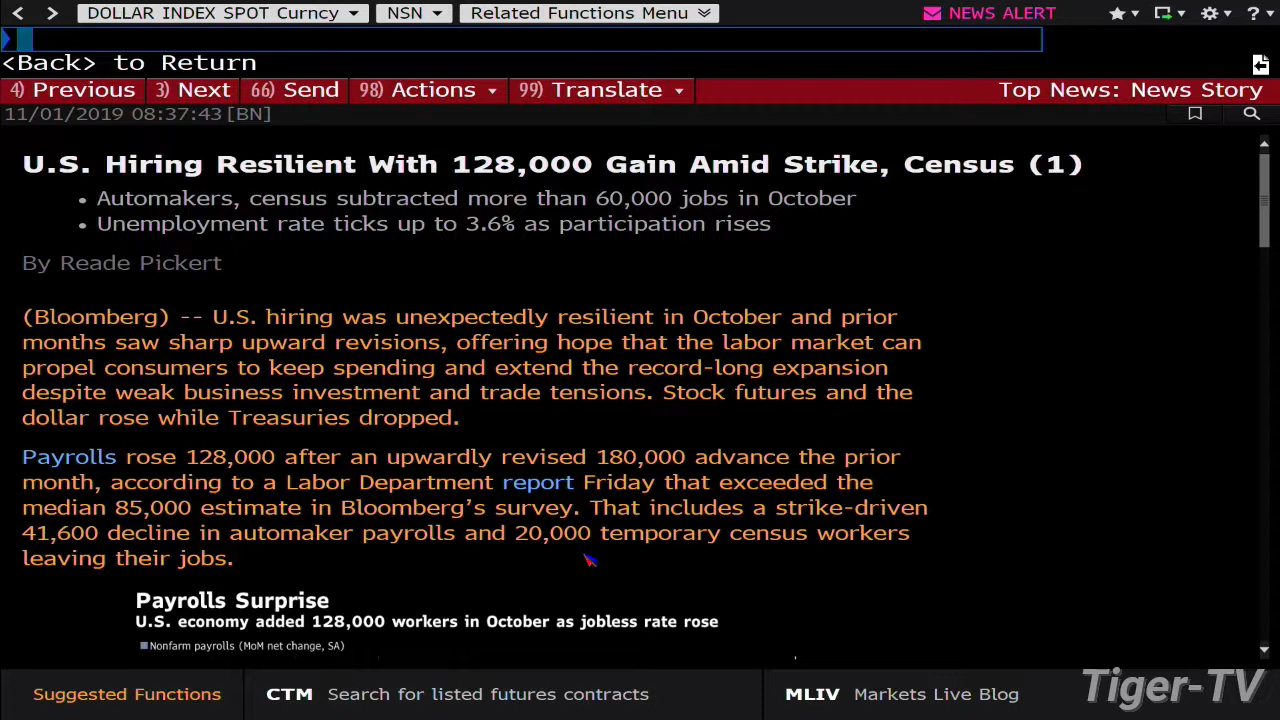 DOLLAR INDEX SPOT Curncy NSN Related Functions Menu NEWS ALERT ?
<Back> to Return
4) Previous 3) Next 66) Send 98) Actions 99) Translate Top News: News Story
11/01/2019 08:37:43 [BN]
U.S. Hiring Resilient With 128,000 Gain Amid Strike, Census (1)
• Automakers, census subtracted more than 60,000 jobs in October
• Unemployment rate ticks up to 3.6% as participation rises
By Reade Pickert
(Bloomberg) -- U.S. hiring was unexpectedly resilient in October and prior
months saw sharp upward revisions, offering hope that the labor market can
propel consumers to keep spending and extend the record-long expansion
despite weak business investment and trade tensions. Stock futures and the
dollar rose while Treasuries dropped.
Payrolls rose 128,000 after an upwardly revised 180,000 advance the prior
month, according to a Labor Department report Friday that exceeded the
median 85,000 estimate in Bloomberg's survey. That includes a strike-driven
41,600 decline in automaker payrolls and 20,000 temporary census workers
leaving their jobs.
Payrolls Surprise
U.S. economy added 128,000 workers in October as jobless rate rose
Nonfarm payrolls (MoM net change, SA)
Suggested Functions CTM Search for listed futures contracts MLIV Markets Live Blog
Tiger-TV